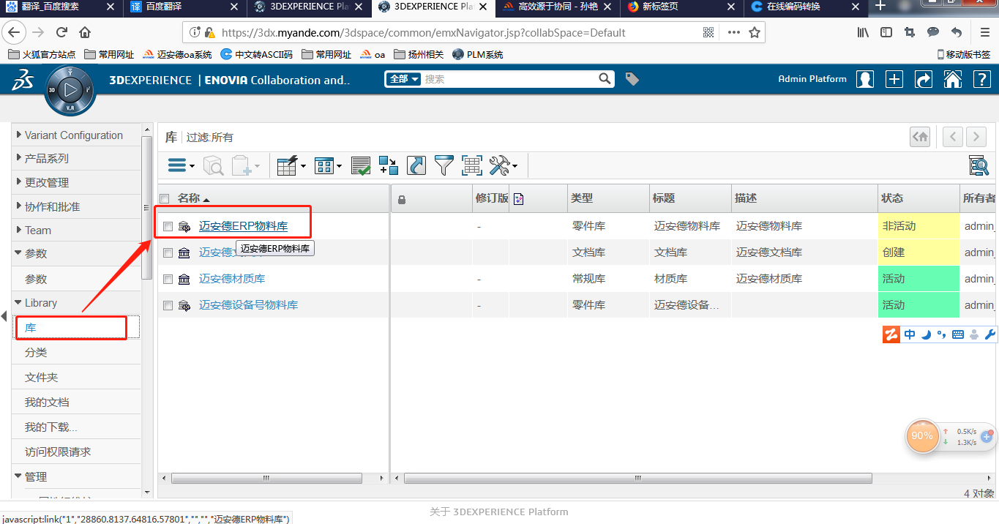 翻译_百度搜索
百度翻译
3DEXPERIENCE Pla
3DEXPERIENCE Pla
高效源于协同 - 孙艳
新标签页
在线编码转换
https://3dx.myande.com/3dspace/common/emxNavigator.jsp?collabSpace=Default
火狐官方站点
常用网址
迈安德oa系统
中文转ASCII码
常用网址
oa
扬州相关
PLM系统
移动版书签
3DEXPERIENCE | ENOVIA Collaboration and..
全部
搜索
Admin Platform
3D
V.R
Variant Configuration
产品系列
更改管理
协作和批准
Team
参数
参数
Library
库
分类
文件夹
我的文档
我的下载...
访问权限请求
管理
库 过滤:所有
名称 修订版 类型 标题 描述 状态 所有者
迈安德ERP物料库 - 零件库 迈安德物料库 迈安德物料库 非活动 admin_
迈安德ERP物料库
迈安德文 文档库 文档库 迈安德文档库 创建 admin_
迈安德材质库 - 常规库 材质库 迈安德材质库 活动 admin_
迈安德设备号物料库 - 零件库 迈安德设备… 活动 admin_
中
90%
0.5K/s
1.3K/s
4 对象
关于 3DEXPERIENCE Platform
javascript:link("1","28860.8137.64816.57801","","","迈安德ERP物料库")